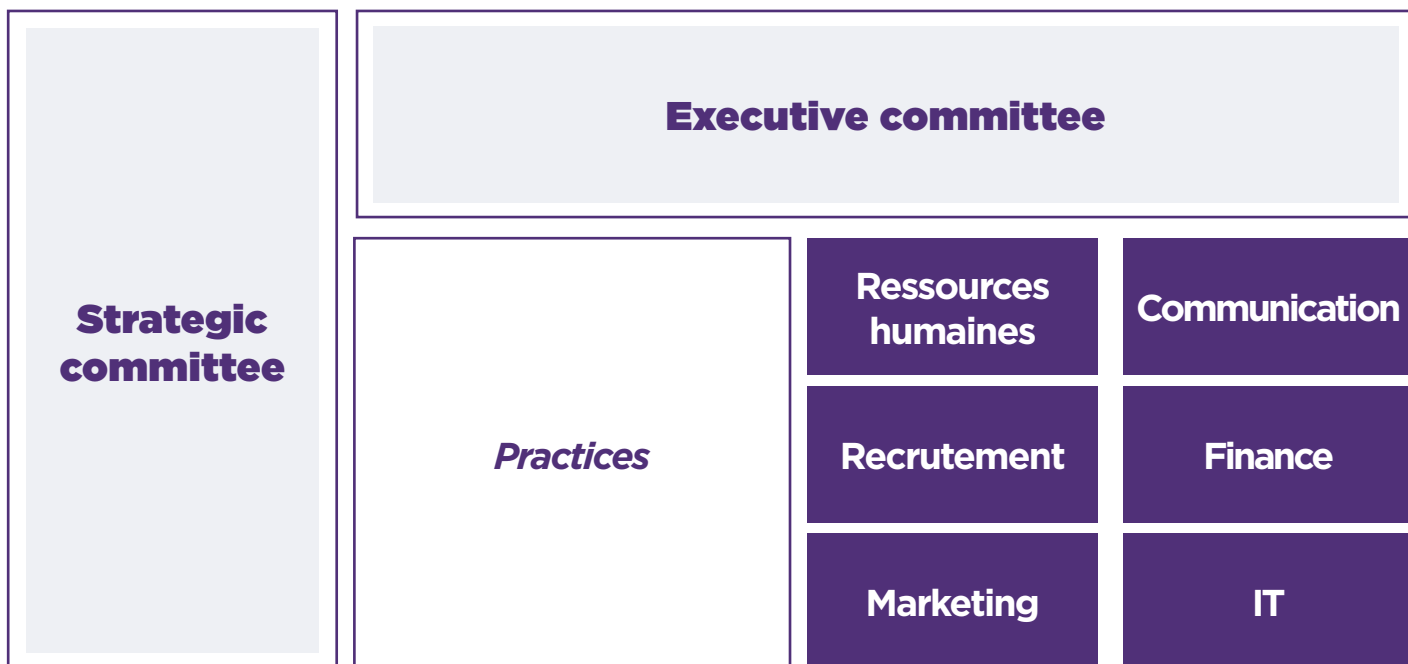 Executive committee
Strategic
committee
Practices
Ressources
humaines
Communication
Recrutement
Finance
Marketing
IT